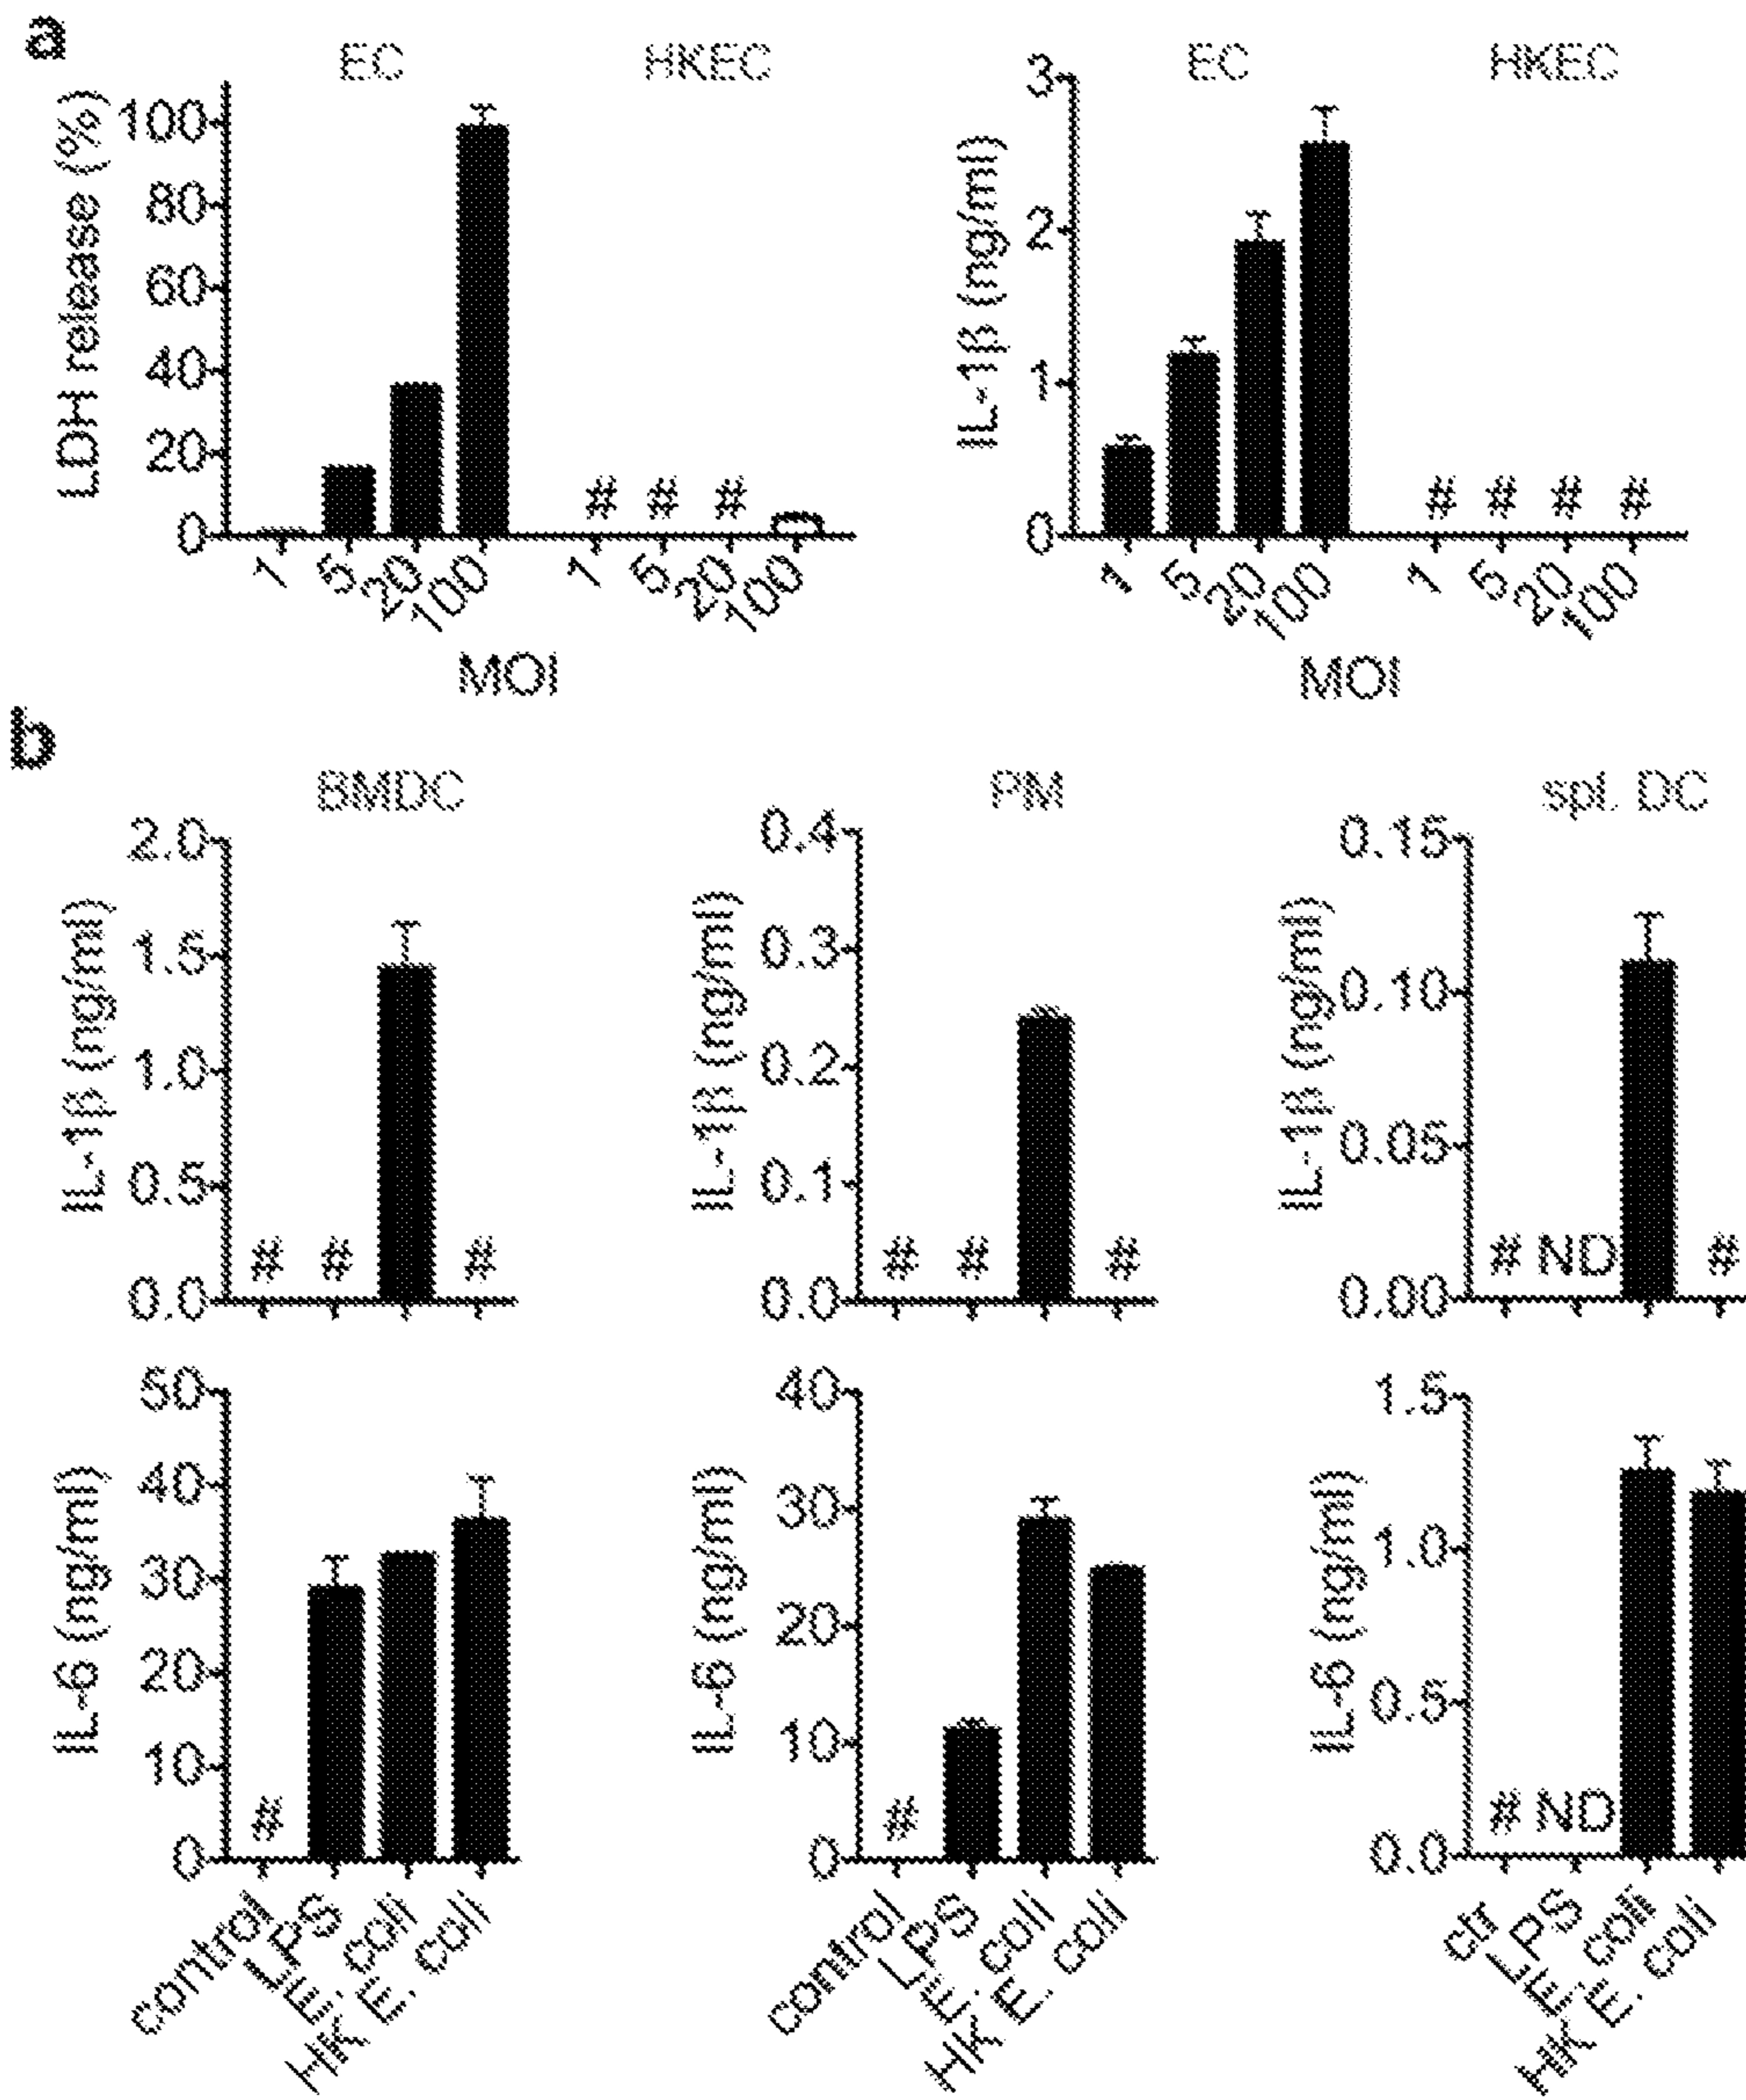 a
EC HKEC
LDH release (%)
100
80
60
40
20
0
# # #
1 5 20 100 1 5 20 100
MOI
EC HKEC
IL-1β (ng/ml)
3
2
1
0
# # # #
1 5 20 100 1 5 20 100
MOI
b
BMDC
IL-1β (ng/ml)
2.0
1.5
1.0
0.5
0.0
# # #
PM
IL-1β (ng/ml)
0.4
0.3
0.2
0.1
0.0
# # #
spl. DC
IL-1β (ng/ml)
0.15
0.10
0.05
0.00
# ND #
IL-6 (ng/ml)
50
40
30
20
10
0
#
control
LPS
E. coli
HK E. coli
IL-6 (ng/ml)
40
30
20
10
0
#
control
LPS
E. coli
HK E. coli
IL-6 (ng/ml)
1.5
1.0
0.5
0.0
# ND
ctr
LPS
E. coli
HK E. coli